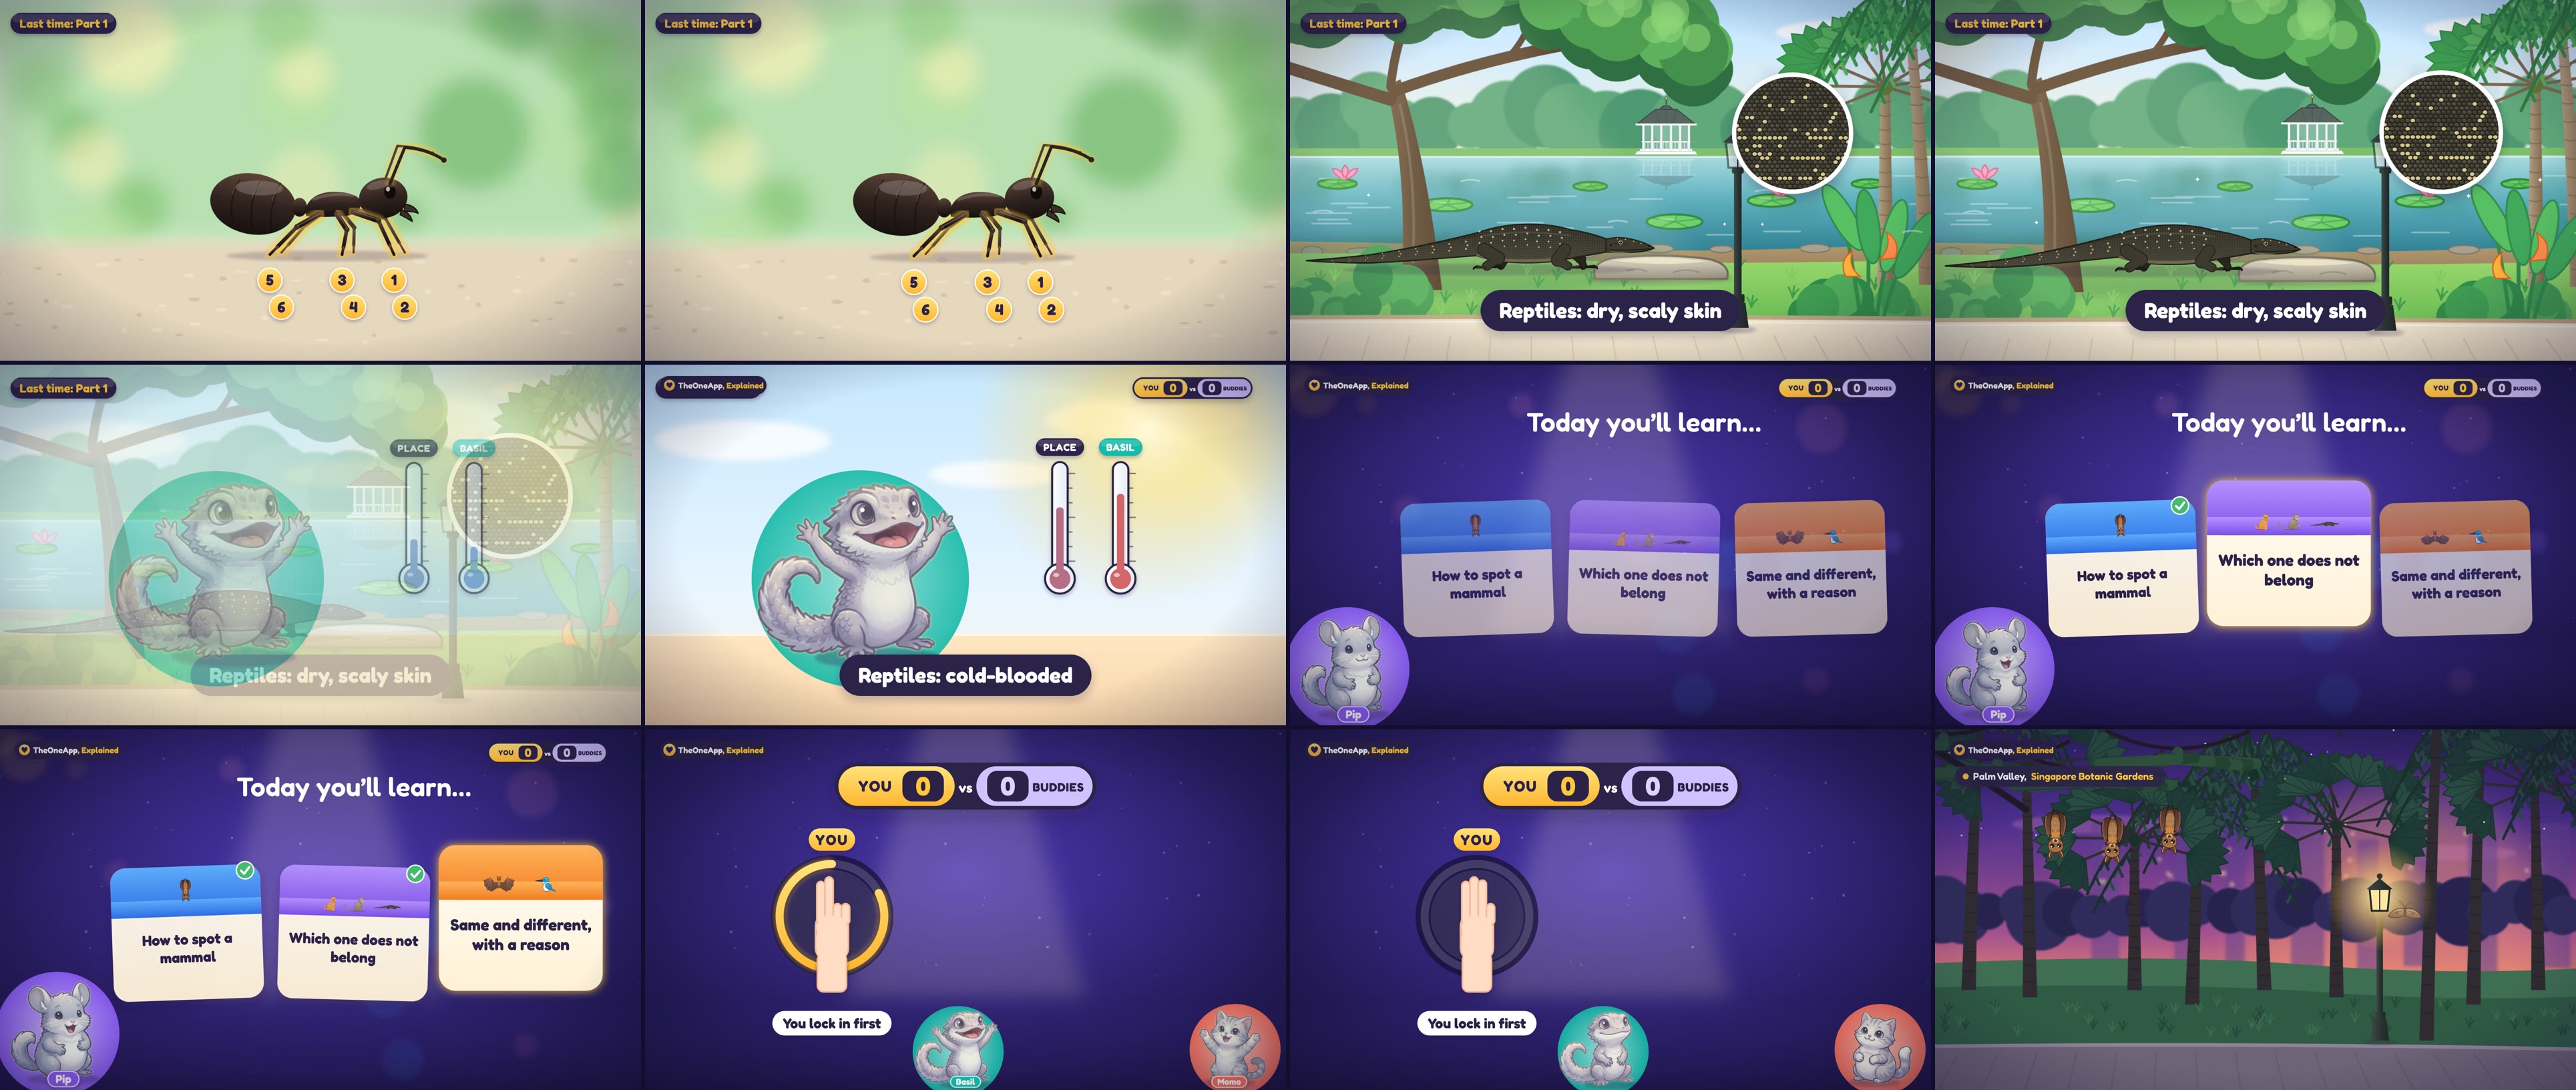 Last time: Part 1
5 3 1
6 4 2
Last time: Part 1
5 3 1
6 4 2
Last time: Part 1
Reptiles: dry, scaly skin
Last time: Part 1
Reptiles: dry, scaly skin
Last time: Part 1
PLACE BASIL
Reptiles: dry, scaly skin
TheOneApp, Explained
YOU 0 vs 0 BUDDIES
PLACE BASIL
Reptiles: cold-blooded
TheOneApp, Explained
YOU 0 vs 0 BUDDIES
Today you'll learn...
How to spot a
mammal
Which one does not
belong
Same and different,
with a reason
Pip
TheOneApp, Explained
YOU 0 vs 0 BUDDIES
Today you'll learn...
How to spot a
mammal
Which one does not
belong
Same and different,
with a reason
Pip
TheOneApp, Explained
YOU 0 vs 0 BUDDIES
Today you'll learn...
How to spot a
mammal
Which one does not
belong
Same and different,
with a reason
Pip
TheOneApp, Explained
YOU 0 vs 0 BUDDIES
YOU
You lock in first
Basil
Momo
TheOneApp, Explained
YOU 0 vs 0 BUDDIES
YOU
You lock in first
TheOneApp, Explained
Palm Valley, Singapore Botanic Gardens